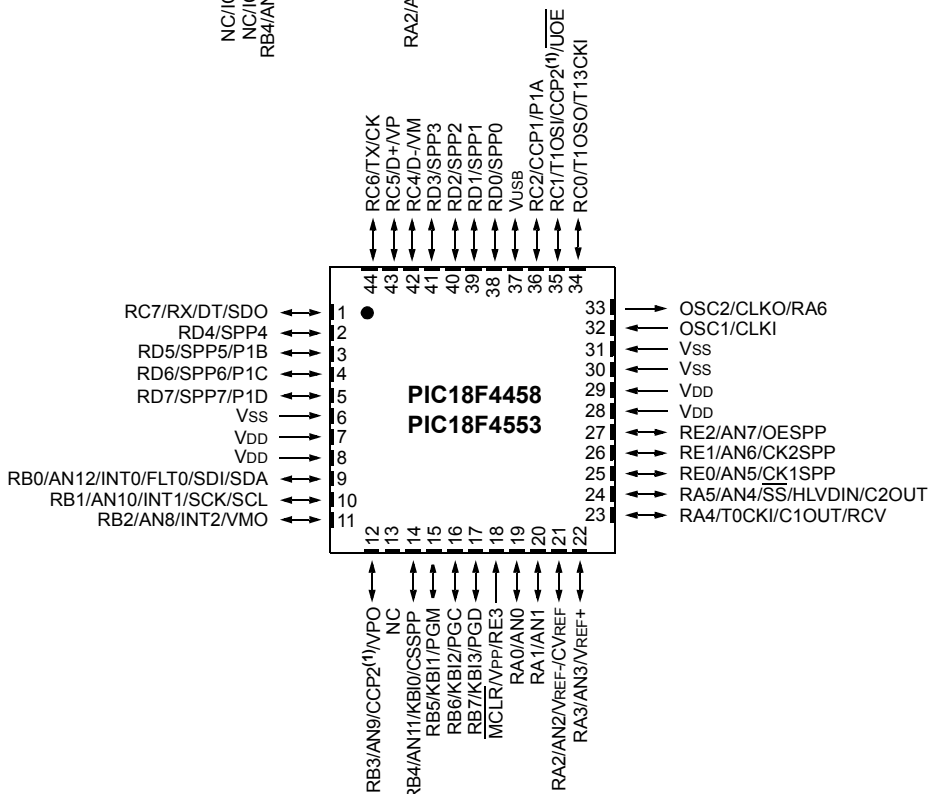 RA2/A
RB4/AN
RC6/TX/CK
RC5/D+/VP
RC4/D-/VM
RD3/SPP3
RD2/SPP2
RD1/SPP1
RD0/SPP0
VUSB
RC2/CCP1/P1A
RC1/T1OSI/CCP2(1)/UOE
RC0/T1OSO/T13CKI
44 43 42 41 40 39 38 37 36 35 34
RC7/RX/DT/SDO 1
RD4/SPP4 2
RD5/SPP5/P1B 3
RD6/SPP6/P1C 4
RD7/SPP7/P1D 5
VSS 6
VDD 7
VDD 8
RB0/AN12/INT0/FLT0/SDI/SDA 9
RB1/AN10/INT1/SCK/SCL 10
RB2/AN8/INT2/VMO 11
PIC18F4458
PIC18F4553
33 OSC2/CLKO/RA6
32 OSC1/CLKI
31 VSS
30 VSS
29 VDD
28 VDD
27 RE2/AN7/OESPP
26 RE1/AN6/CK2SPP
25 RE0/AN5/CK1SPP
24 RA5/AN4/SS/HLVDIN/C2OUT
23 RA4/T0CKI/C1OUT/RCV
12 13 14 15 16 17 18 19 20 21 22
RB3/AN9/CCP2(1)/VPO
NC
RB4/AN11/KBI0/CSSPP
RB5/KBI1/PGM
RB6/KBI2/PGC
RB7/KBI3/PGD
MCLR/VPP/RE3
RA0/AN0
RA1/AN1
RA2/AN2/VREF-/CVREF
RA3/AN3/VREF+